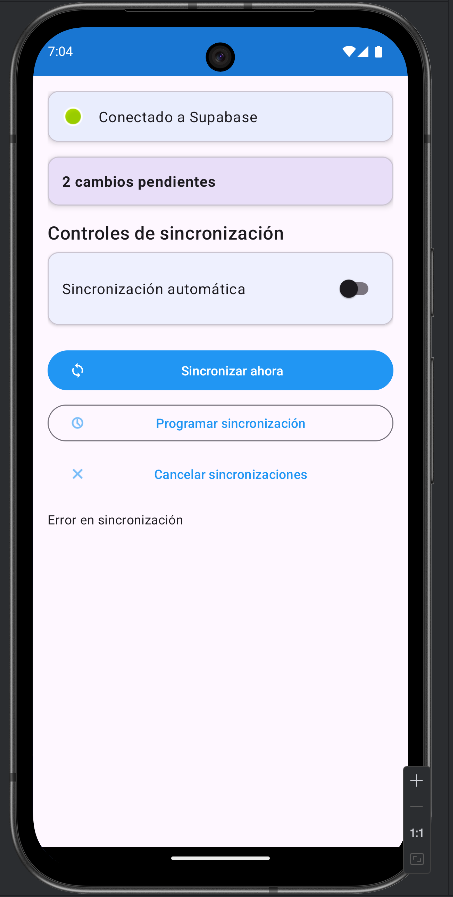 7:04
Conectado a Supabase
2 cambios pendientes
Controles de sincronización
Sincronización automática
Sincronizar ahora
Programar sincronización
Cancelar sincronizaciones
Error en sincronización
1:1